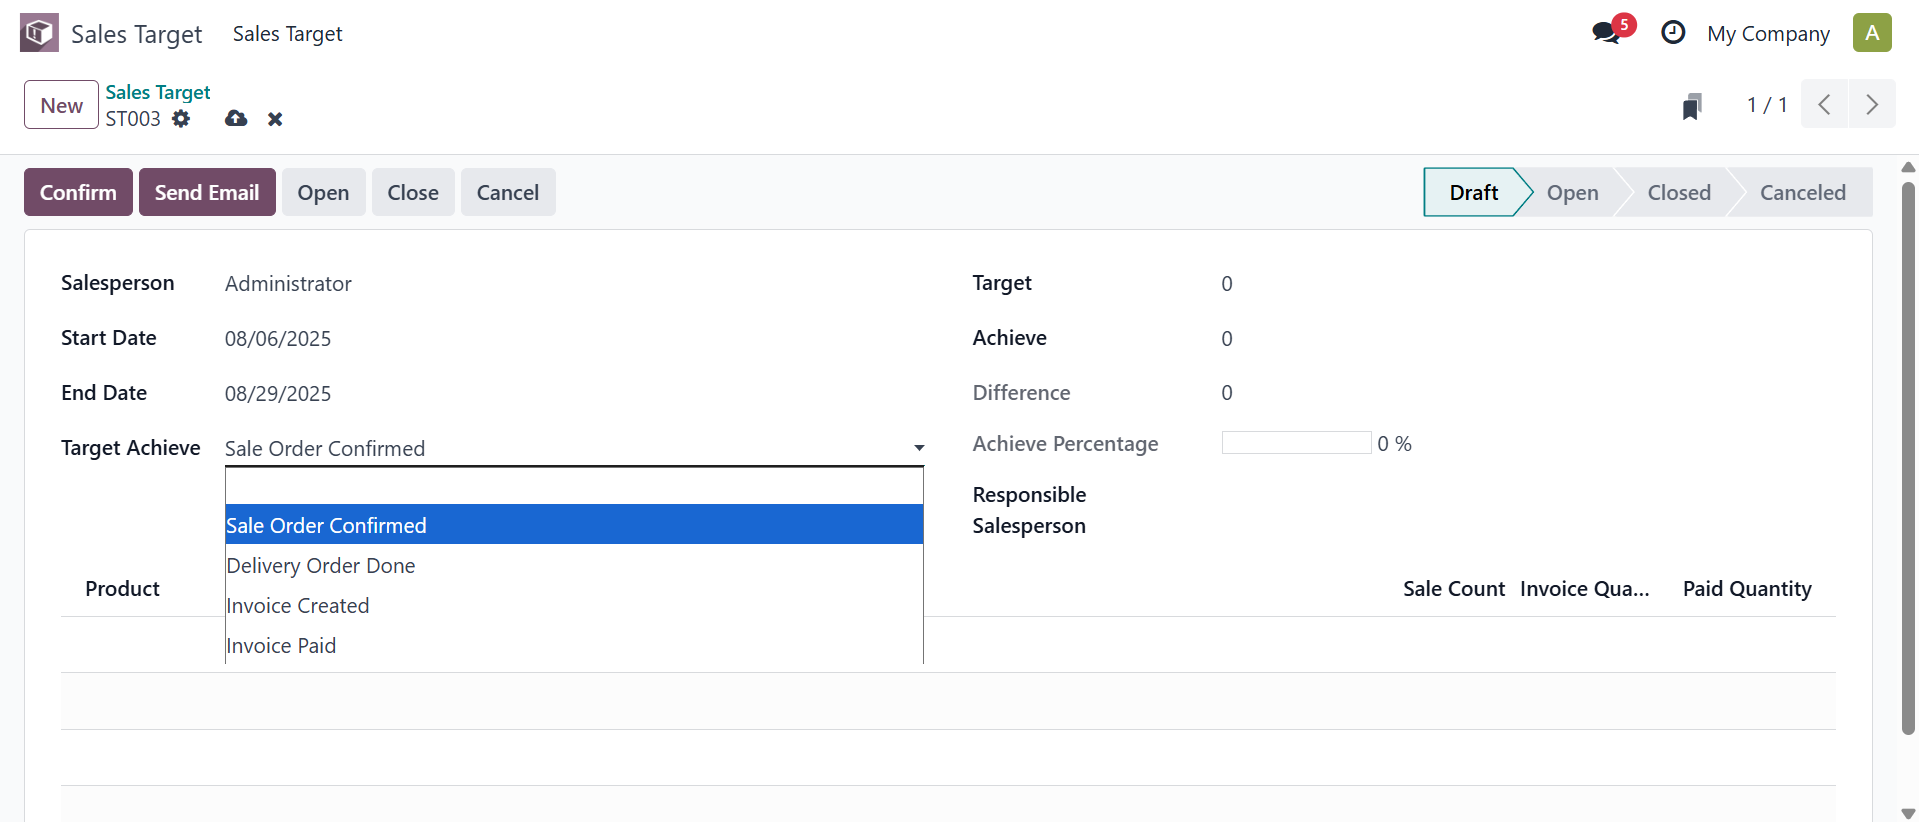 Sales Target Sales Target 5 My Company A
New Sales Target
ST003 1 / 1
Confirm Send Email Open Close Cancel Draft Open Closed Canceled
Salesperson Administrator Target 0
Start Date 08/06/2025 Achieve 0
End Date 08/29/2025 Difference 0
Target Achieve Sale Order Confirmed Achieve Percentage 0 %
Responsible
Salesperson
Sale Order Confirmed
Delivery Order Done
Invoice Created
Invoice Paid
Product Sale Count Invoice Qua... Paid Quantity